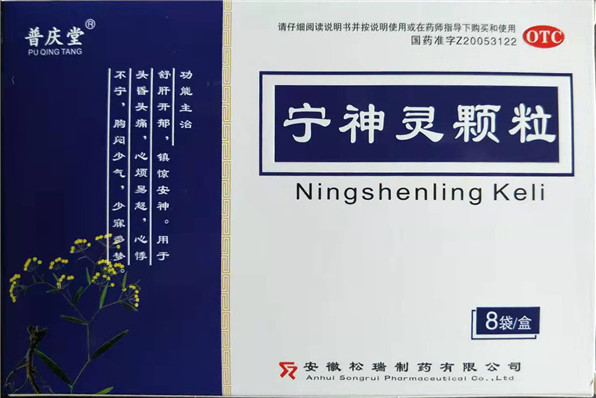 普庆堂®
PU QING TANG
请仔细阅读说明书并按说明使用或在药师指导下购买和使用
国药准字Z20053122
OTC
宁神灵颗粒
Ningshenling Keli
功能主治
舒肝开郁，镇惊安神。用于
头昏头痛，心烦易怒，心悸
不宁，胸闷少气，少寐多梦。
8袋/盒
安徽松瑞制药有限公司
Anhui Songrui Pharmaceutical Co.,Ltd